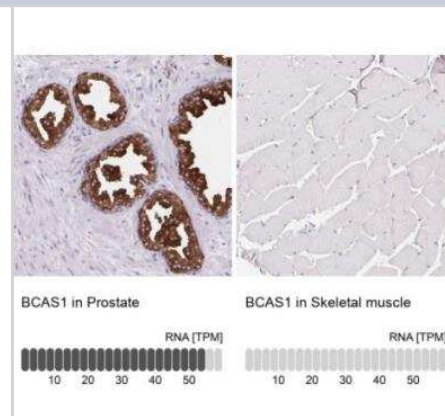 BCAS1 in Prostate
RNA [TPM]
10 20 30 40 50
BCAS1 in Skeletal muscle
RNA [TPM]
10 20 30 40 50